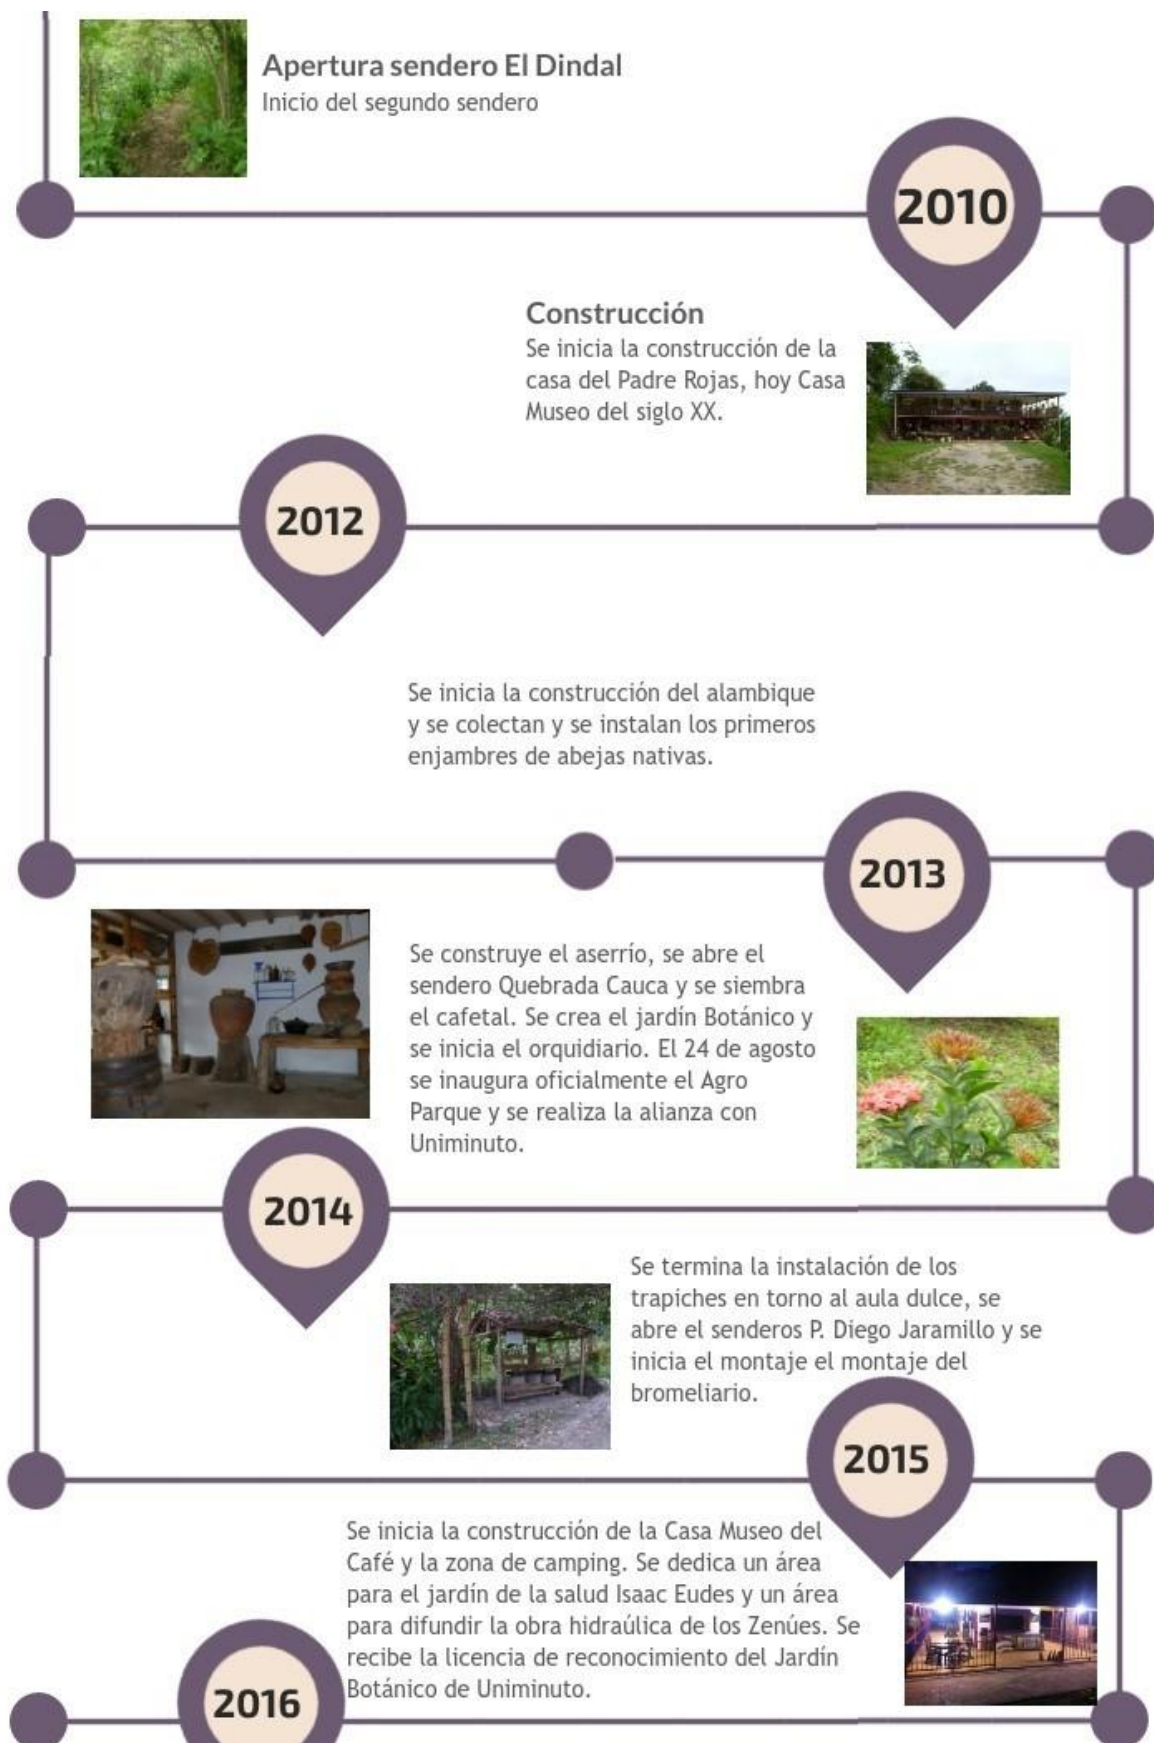 Apertura sendero El Dindal
Inicio del segundo sendero
2010
Construcción
Se inicia la construcción de la
casa del Padre Rojas, hoy Casa
Museo del siglo XX.
2012
Se inicia la construcción del alambique
y se colectan y se instalan los primeros
enjambres de abejas nativas.
2013
Se construye el aserrío, se abre el
sendero Quebrada Cauca y se siembra
el cafetal. Se crea el jardín Botánico y
se inicia el orquidiario. El 24 de agosto
se inaugura oficialmente el Agro
Parque y se realiza la alianza con
Uniminuto.
2014
Se termina la instalación de los
trapiches en torno al aula dulce, se
abre el senderos P. Diego Jaramillo y se
inicia el montaje el montaje del
bromeliario.
2015
Se inicia la construcción de la Casa Museo del
Café y la zona de camping. Se dedica un área
para el jardín de la salud Isaac Eudes y un área
para difundir la obra hidraúlica de los Zenúes. Se
recibe la licencia de reconocimiento del Jardín
Botánico de Uniminuto.
2016